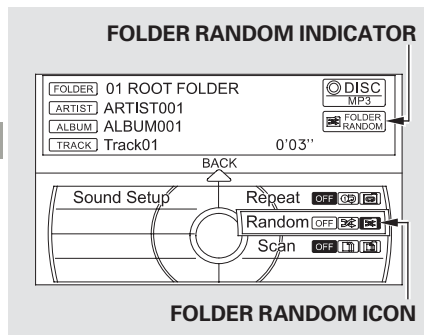 FOLDER RANDOM INDICATOR
FOLDER 01 ROOT FOLDER
ARTIST ARTIST001
ALBUM ALBUM001
TRACK Track01 0'03''
DISC
MP3
FOLDER
RANDOM
BACK
Sound Setup
Repeat OFF
Random OFF
Scan OFF
FOLDER RANDOM ICON